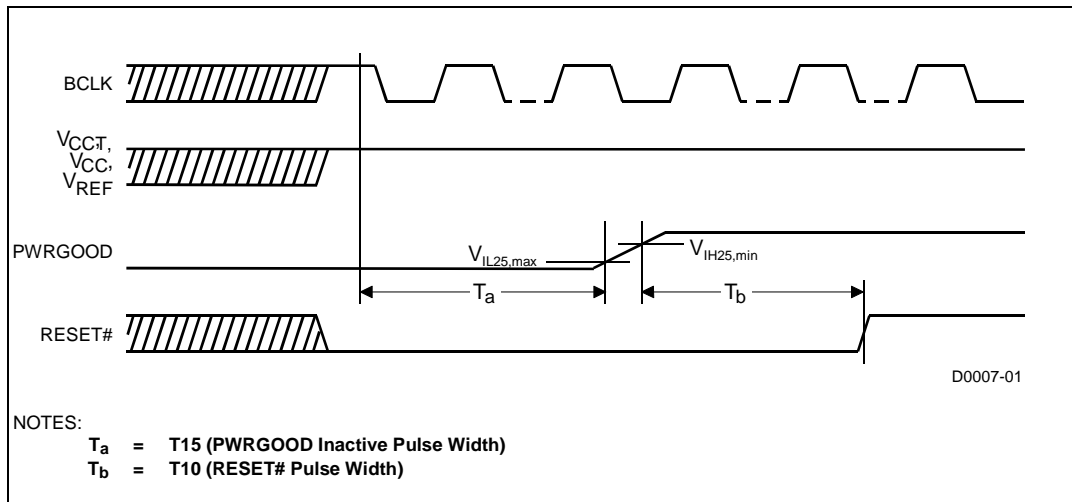 BCLK
VCCT,
VCC,
VREF
PWRGOOD
VIL25,max
VIH25,min
Ta
Tb
RESET#
D0007-01
NOTES:
Ta = T15 (PWRGOOD Inactive Pulse Width)
Tb = T10 (RESET# Pulse Width)